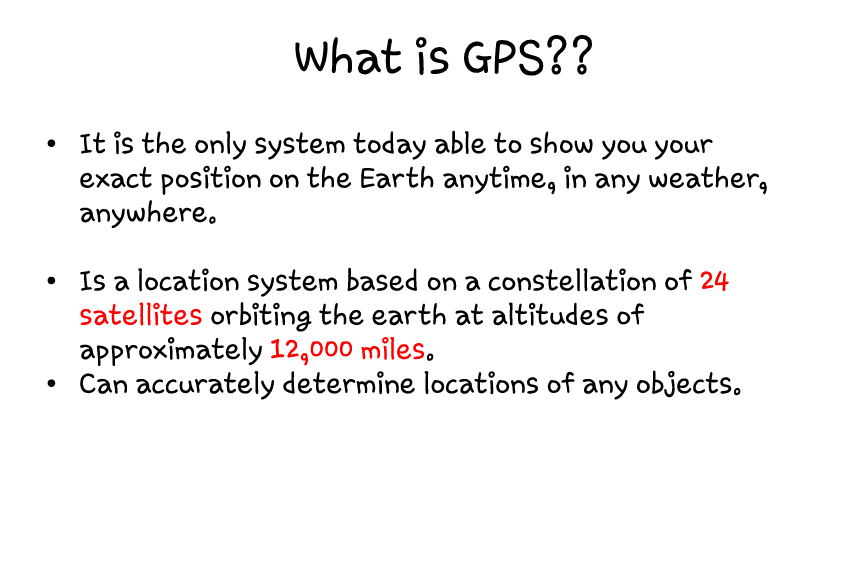 What is GPS??
• It is the only system today able to show you your
exact position on the Earth anytime, in any weather,
anywhere.
• Is a location system based on a constellation of 24
satellites orbiting the earth at altitudes of
approximately 12,000 miles.
• Can accurately determine locations of any objects.